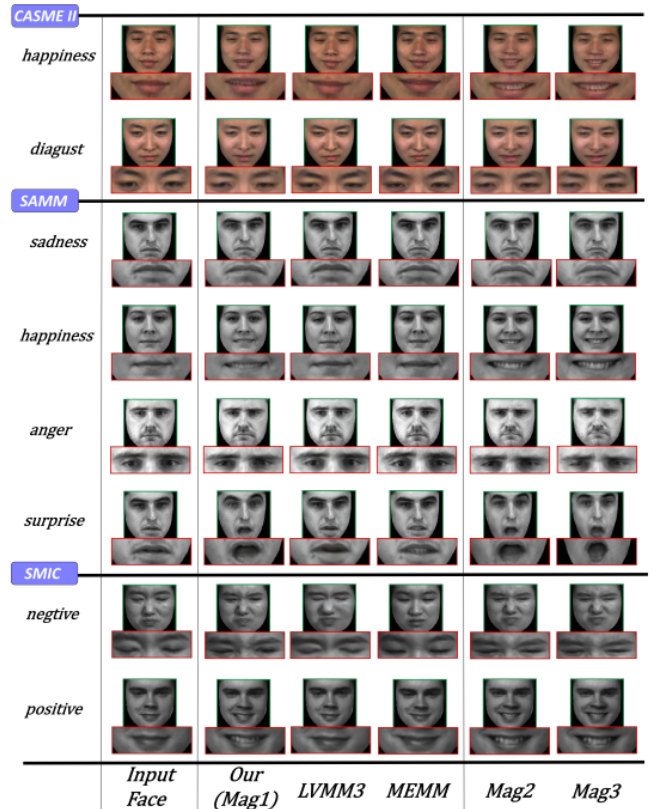 CASME II
happiness
diagust
SAMM
sadness
happiness
anger
surprise
SMIC
negtive
positive
Input Face
Our (Mag1)
LVMM3
MEMM
Mag2
Mag3